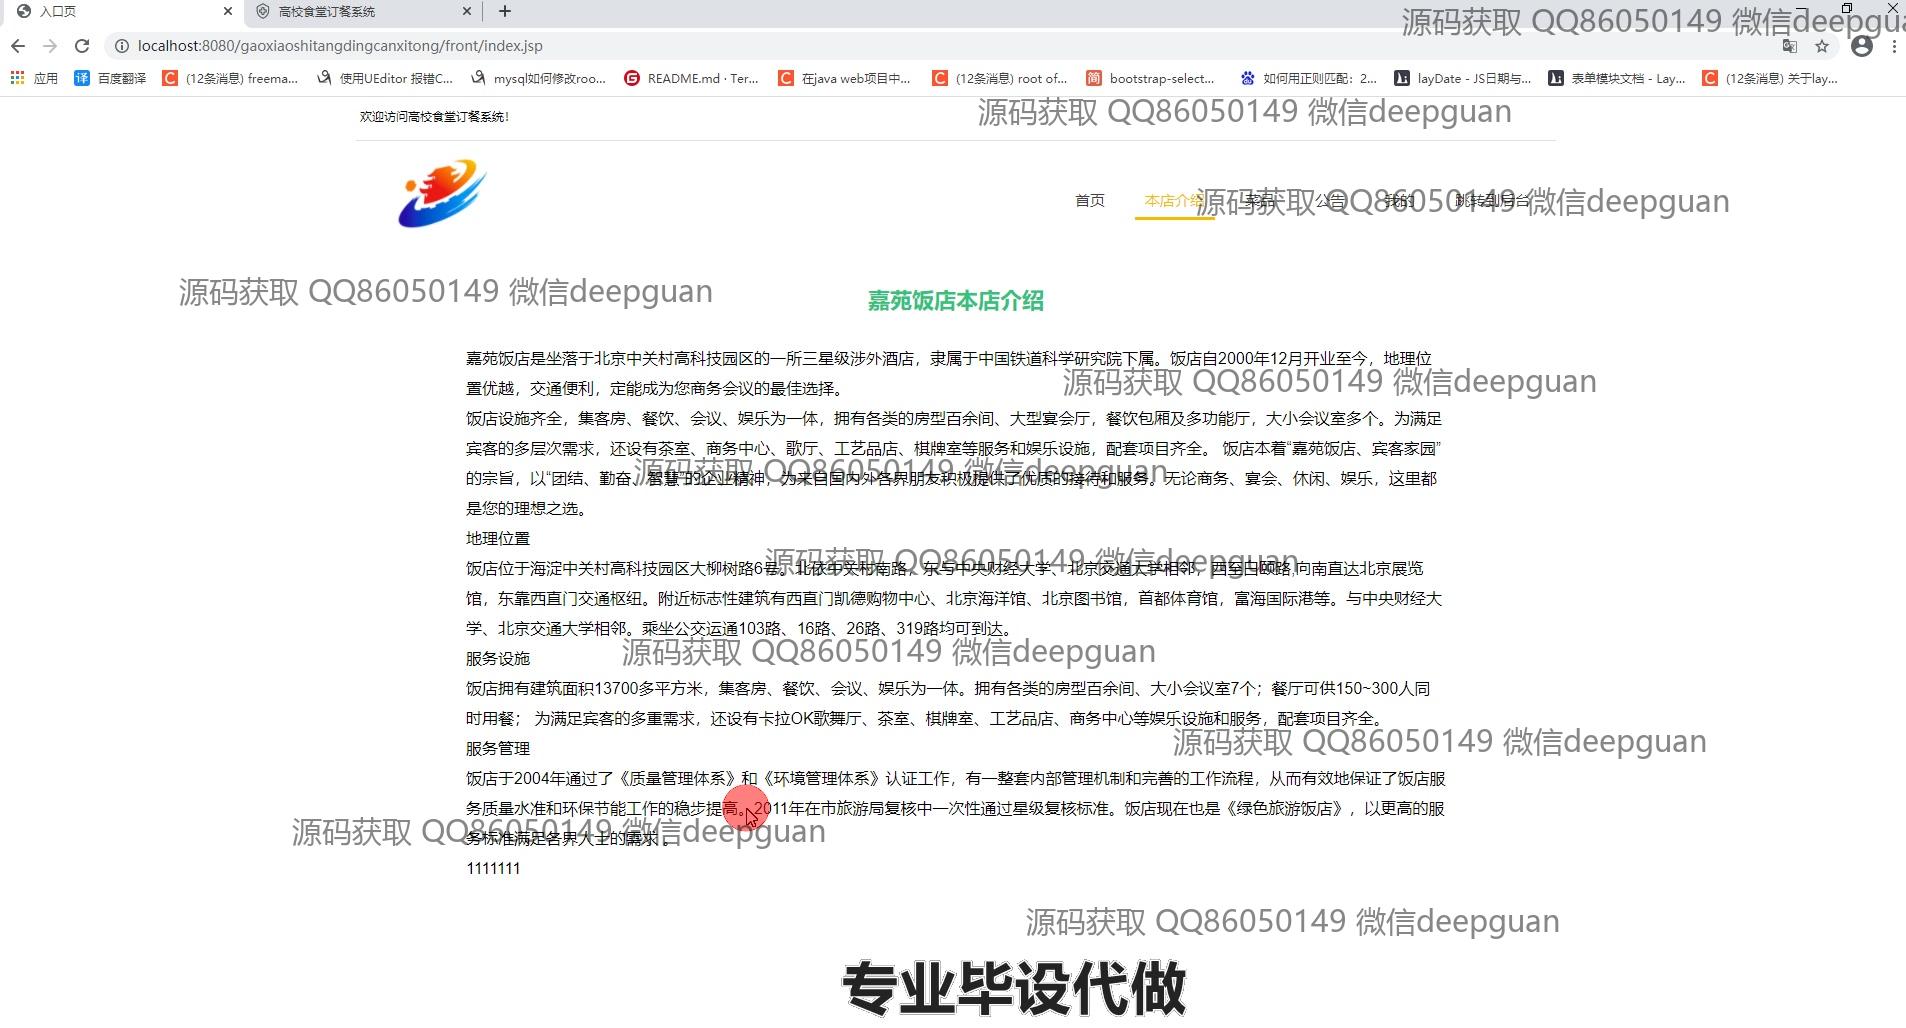 入口页
高校食堂订餐系统
源码获取 QQ86050149 微信deepgua
localhost:8080/gaoxiaoshitangdingcanxitong/front/index.jsp
应用 百度翻译 (12条消息) freema... 使用UEditor 报错C... mysql如何修改roo... README.md · Ter... 在java web项目中... (12条消息) root of... bootstrap-select... 如何用正则匹配：2... layDate - JS日期与... 表单模块文档 - Lay... (12条消息) 关于lay...
欢迎访问高校食堂订餐系统!
源码获取 QQ86050149 微信deepguan
首页 本店介绍 菜品 公告 我的 跳转到后台
源码获取 QQ86050149 微信deepguan
源码获取 QQ86050149 微信deepguan
嘉苑饭店本店介绍
嘉苑饭店是坐落于北京中关村高科技园区的一所三星级涉外酒店，隶属于中国铁道科学研究院下属。饭店自2000年12月开业至今，地理位
置优越，交通便利，定能成为您商务会议的最佳选择。
源码获取 QQ86050149 微信deepguan
饭店设施齐全，集客房、餐饮、会议、娱乐为一体，拥有各类的房型百余间、大型宴会厅，餐饮包厢及多功能厅，大小会议室多个。为满足
宾客的多层次需求，还设有茶室、商务中心、歌厅、工艺品店、棋牌室等服务和娱乐设施，配套项目齐全。 饭店本着“嘉苑饭店、宾客家园”
的宗旨，以“团结、勤奋、智慧”的企业精神，为来自国内外各界朋友积极提供了优质的接待和服务。无论商务、宴会、休闲、娱乐，这里都
源码获取 QQ86050149 微信deepguan
是您的理想之选。
地理位置
源码获取 QQ86050149 微信deepguan
饭店位于海淀中关村高科技园区大柳树路6号。北依中关村南路，东与中央财经大学、北京交通大学相邻，西至白颐路,向南直达北京展览
馆，东靠西直门交通枢纽。附近标志性建筑有西直门凯德购物中心、北京海洋馆、北京图书馆，首都体育馆，富海国际港等。与中央财经大
学、北京交通大学相邻。乘坐公交运通103路、16路、26路、319路均可到达。
服务设施
源码获取 QQ86050149 微信deepguan
饭店拥有建筑面积13700多平方米，集客房、餐饮、会议、娱乐为一体。拥有各类的房型百余间、大小会议室7个；餐厅可供150~300人同
时用餐； 为满足宾客的多重需求，还设有卡拉OK歌舞厅、茶室、棋牌室、工艺品店、商务中心等娱乐设施和服务，配套项目齐全。
服务管理
源码获取 QQ86050149 微信deepguan
饭店于2004年通过了《质量管理体系》和《环境管理体系》认证工作，有一整套内部管理机制和完善的工作流程，从而有效地保证了饭店服
务质量水准和环保节能工作的稳步提高。2011年在市旅游局复核中一次性通过星级复核标准。饭店现在也是《绿色旅游饭店》，以更高的服
务标准满足各界人士的需求 。
源码获取 QQ86050149 微信deepguan
1111111
源码获取 QQ86050149 微信deepguan
专业毕设代做